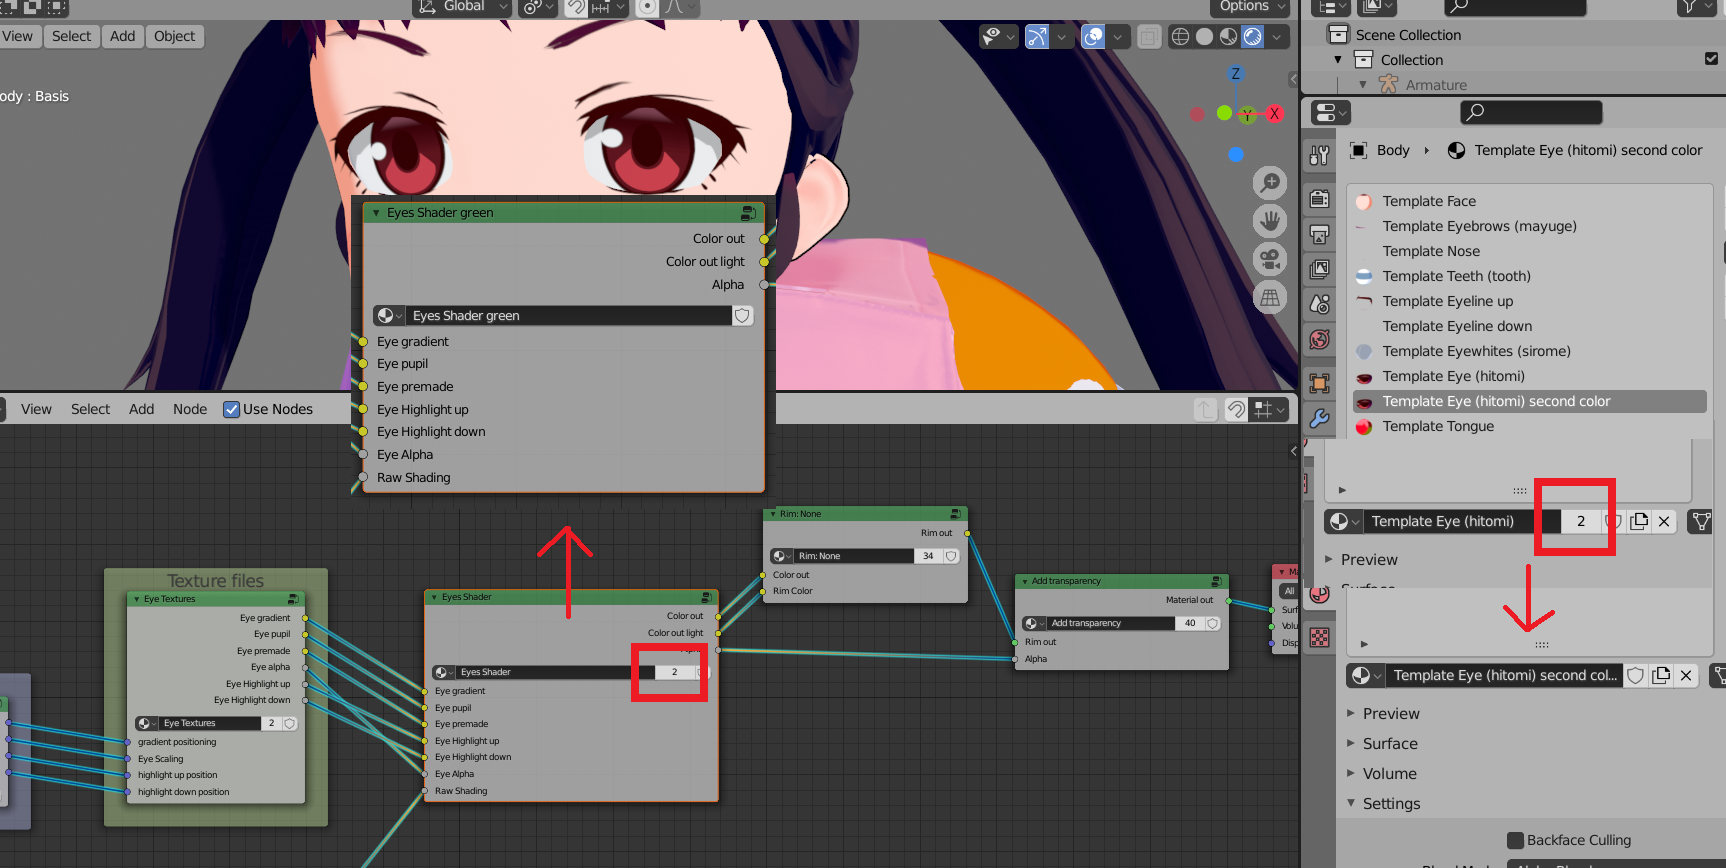 Global
Options
View
Select
Add
Object
ody : Basis
Z
Y
X
Scene Collection
Collection
Armature
Body
Template Eye (hitomi) second color
Template Face
Template Eyebrows (mayuge)
Template Nose
Template Teeth (tooth)
Template Eyeline up
Template Eyeline down
Template Eyewhites (sirome)
Template Eye (hitomi)
Template Eye (hitomi) second color
Template Tongue
Template Eye (hitomi)
2
Preview
Template Eye (hitomi) second col...
Preview
Surface
Volume
Settings
Backface Culling
Eyes Shader green
Color out
Color out light
Alpha
Eyes Shader green
Eye gradient
Eye pupil
Eye premade
Eye Highlight up
Eye Highlight down
Eye Alpha
Raw Shading
View
Select
Add
Node
Use Nodes
Texture files
Eye Textures
Eye gradient
Eye pupil
Eye premade
Eye alpha
Eye Highlight up
Eye Highlight down
Eye Textures
2
gradient positioning
Eye Scaling
highlight up position
highlight down position
Eyes Shader
Color out
Color out light
Eyes Shader
2
Eye gradient
Eye pupil
Eye premade
Eye Highlight up
Eye Highlight down
Eye Alpha
Raw Shading
Rim: None
Rim out
Rim: None
34
Color out
Rim Color
Add transparency
Material out
Add transparency
40
Rim out
Alpha
Ma
All
Surf
Volu
Disp